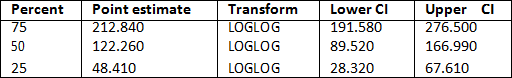 Percent Point estimate Transform Lower CI Upper CI
75 212.840 LOGLOG 191.580 276.500
50 122.260 LOGLOG 89.520 166.990
25 48.410 LOGLOG 28.320 67.610